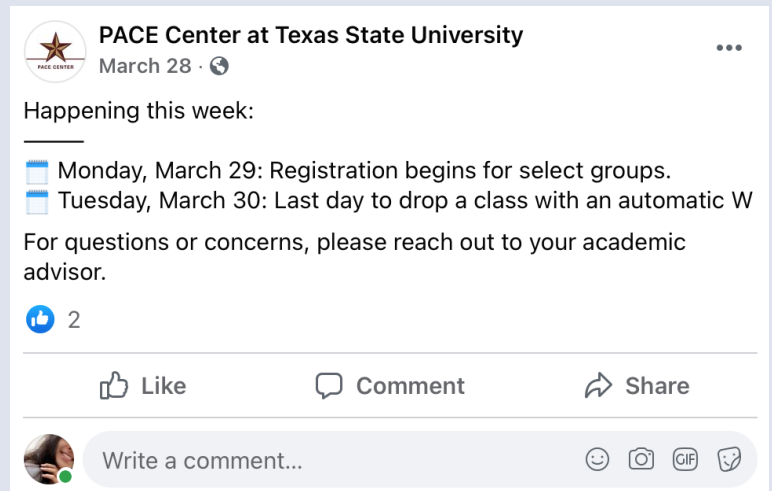 PACE CENTER
PACE Center at Texas State University
March 28 ·
Happening this week:
Monday, March 29: Registration begins for select groups.
Tuesday, March 30: Last day to drop a class with an automatic W
For questions or concerns, please reach out to your academic
advisor.
2
Like
Comment
Share
Write a comment...
GIF